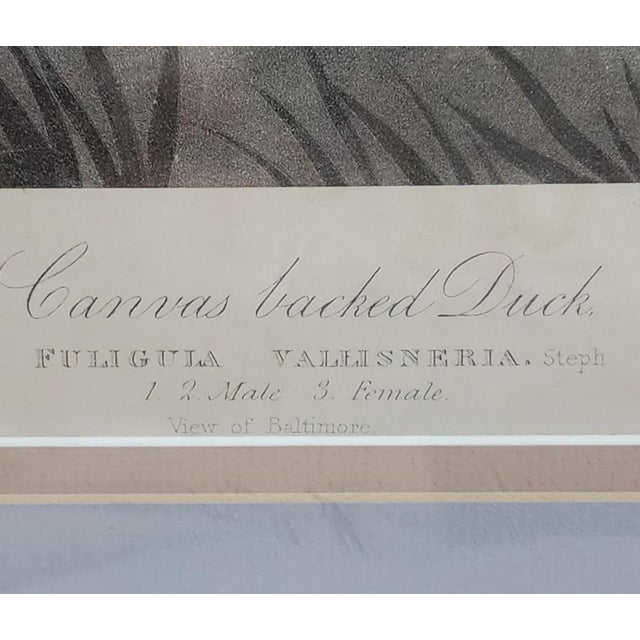 Canvas backed Duck.
FULIGULA VALLISNERIA. Steph
1. 2. Male 3. Female.
View of Baltimore.